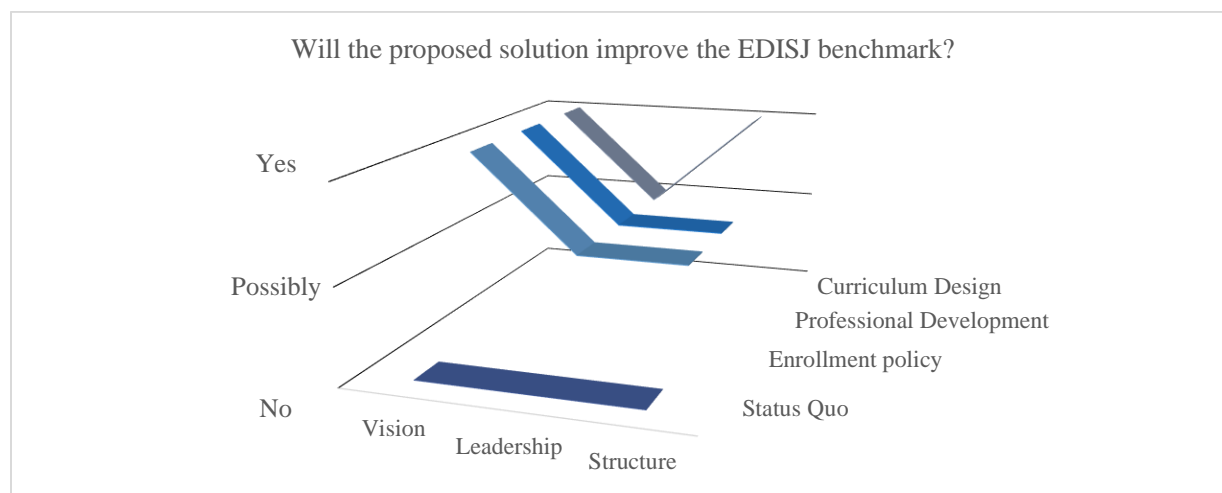 Will the proposed solution improve the EDISJ benchmark?
Yes
Possibly
No
Vision
Leadership
Structure
Curriculum Design
Professional Development
Enrollment policy
Status Quo